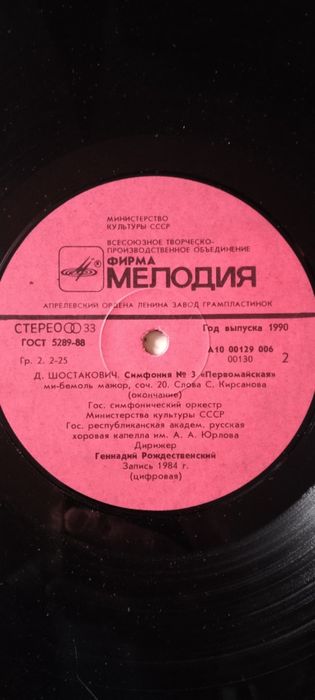 МИНИСТЕРСТВО
КУЛЬТУРЫ СССР
ВСЕСОЮЗНОЕ ТВОРЧЕСКО-
ПРОИЗВОДСТВЕННОЕ ОБЪЕДИНЕНИЕ
ФИРМА
МЕЛОДИЯ
АПРЕЛЕВСКИЙ ОРДЕНА ЛЕНИНА ЗАВОД ГРАМПЛАСТИНОК
СТЕРЕО 33
Год выпуска 1990
ГОСТ 5289-88
А10 00129 006
Гр. 2. 2-25
00130 2
Д. ШОСТАКОВИЧ. Симфония № 3 «Первомайская»
ми-бемоль мажор, соч. 20. Слова С. Кирсанова
(окончание)
Гос. симфонический оркестр
Министерства культуры СССР
Гос. республиканская академ. русская
хоровая капелла им. А. А. Юрлова
Дирижер
Геннадий Рождественский
Запись 1984 г.
(цифровая)